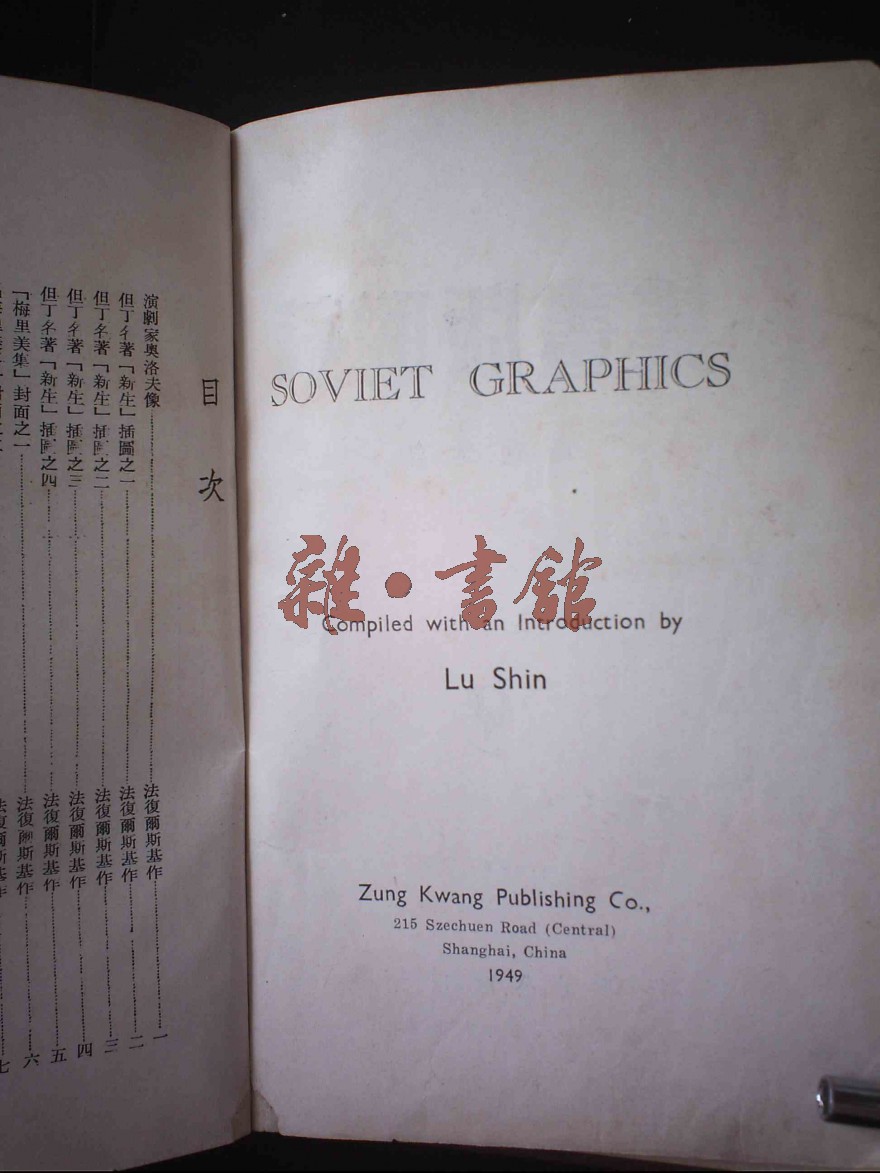 目次
演劇家奧洛夫像 法復爾斯基作 一
但丁名著「新生」插圖之一 法復爾斯基作 二
但丁名著「新生」插圖之二 法復爾斯基作 三
但丁名著「新生」插圖之三 法復爾斯基作 四
但丁名著「新生」插圖之四 法復爾斯基作 五
「梅里美集」封面之一 法復爾斯基作 六
七
SOVIET GRAPHICS
雜·書館
Compiled with an Introduction by
Lu Shin
Zung Kwang Publishing Co.,
215 Szechuen Road (Central)
Shanghai, China
1949